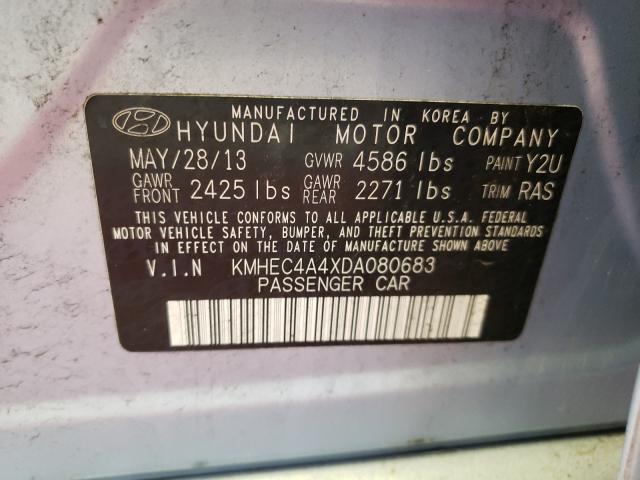 MANUFACTURED IN KOREA BY
HYUNDAI MOTOR COMPANY
MAY/28/13 GVWR 4586 lbs PAINT Y2U
GAWR FRONT 2425 lbs GAWR REAR 2271 lbs TRIM RAS
THIS VEHICLE CONFORMS TO ALL APPLICABLE U.S.A. FEDERAL
MOTOR VEHICLE SAFETY, BUMPER, AND THEFT PREVENTION STANDARDS
IN EFFECT ON THE DATE OF MANUFACTURE SHOWN ABOVE
V.I.N KMHEC4A4XDA080683
PASSENGER CAR